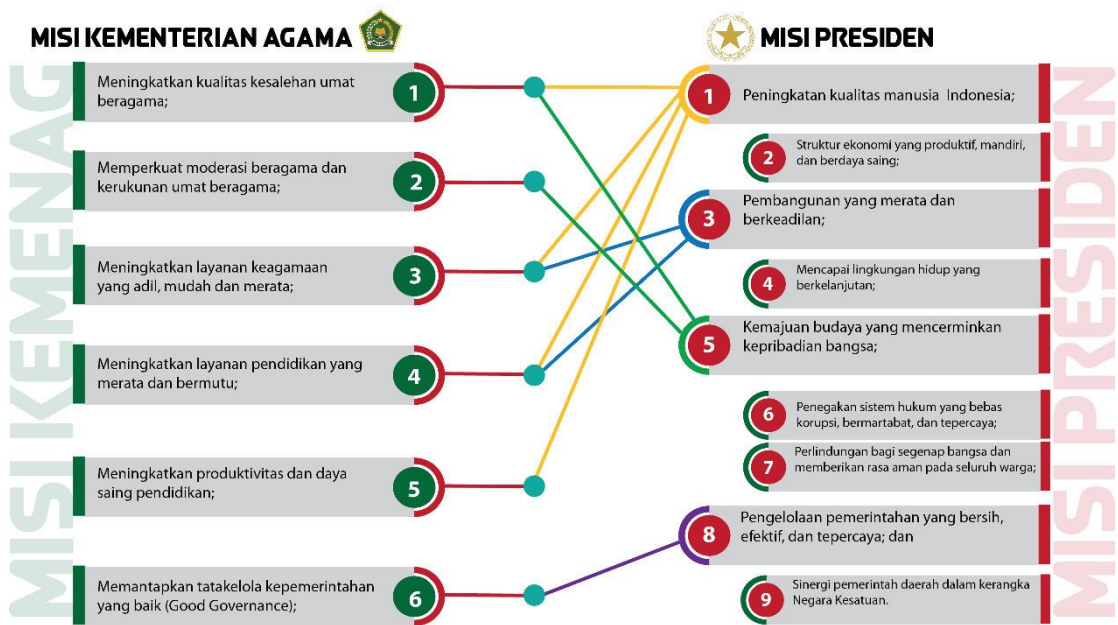 MISI KEMENTERIAN AGAMA
MISI KEMENAG
Meningkatkan kualitas kesalehan umat
beragama;
1
Memperkuat moderasi beragama dan
kerukunan umat beragama;
2
Meningkatkan layanan keagamaan
yang adil, mudah dan merata;
3
Meningkatkan layanan pendidikan yang
merata dan bermutu;
4
Meningkatkan produktivitas dan daya
saing pendidikan;
5
Memantapkan tatakelola kepemerintahan
yang baik (Good Governance);
6
MISI PRESIDEN
1
Peningkatan kualitas manusia Indonesia;
2
Struktur ekonomi yang produktif, mandiri,
dan berdaya saing;
3
Pembangunan yang merata dan
berkeadilan;
4
Mencapai lingkungan hidup yang
berkelanjutan;
5
Kemajuan budaya yang mencerminkan
kepribadian bangsa;
6
Penegakan sistem hukum yang bebas
korupsi, bermartabat, dan tepercaya;
7
Perlindungan bagi segenap bangsa dan
memberikan rasa aman pada seluruh warga;
8
Pengelolaan pemerintahan yang bersih,
efektif, dan tepercaya; dan
9
Sinergi pemerintah daerah dalam kerangka
Negara Kesatuan.
MISI PRESIDEN